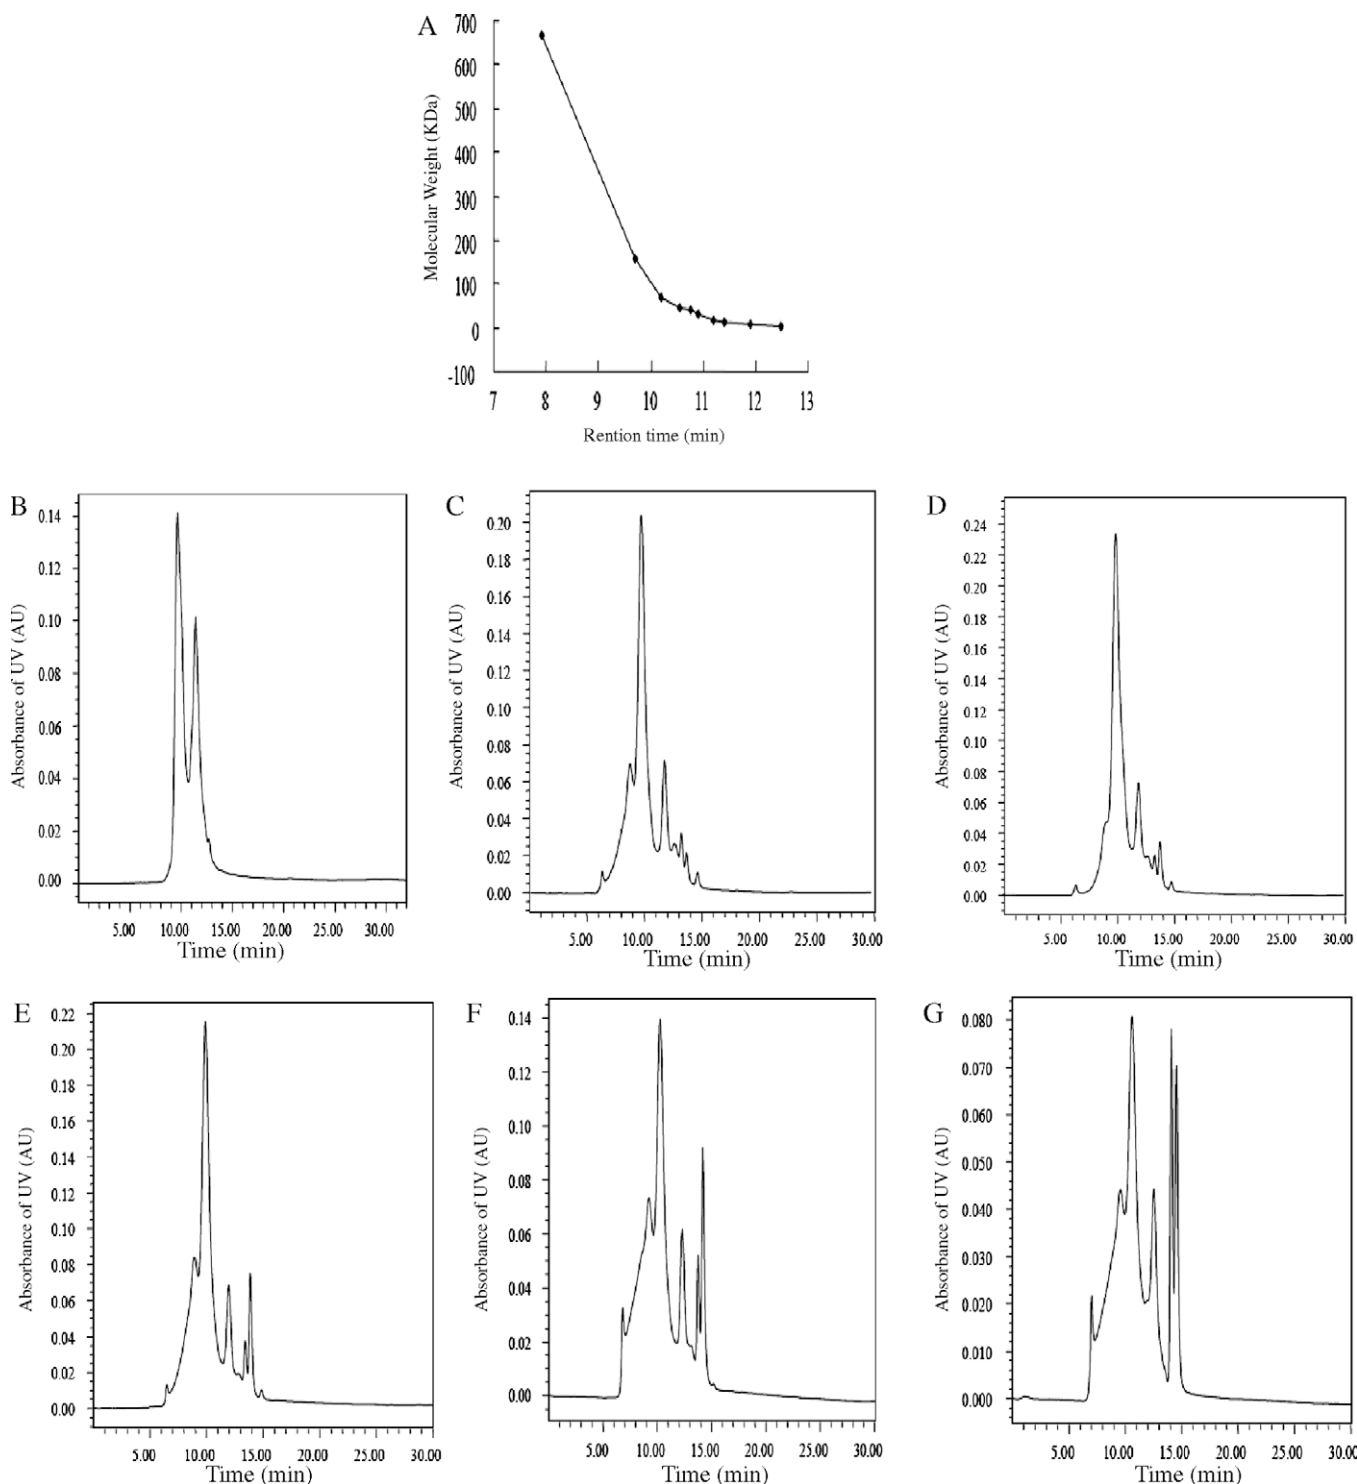 A
700
600
500
400
300
200
100
0
-100
Molecular Weight (KDa)
7 8 9 10 11 12 13
Rention time (min)
B
0.14
0.12
0.10
0.08
0.06
0.04
0.02
0.00
Absorbance of UV (AU)
5.00 10.00 15.00 20.00 25.00 30.00
Time (min)
C
0.20
0.18
0.16
0.14
0.12
0.10
0.08
0.06
0.04
0.02
0.00
Absorbance of UV (AU)
5.00 10.00 15.00 20.00 25.00 30.00
Time (min)
D
0.24
0.22
0.20
0.18
0.16
0.14
0.12
0.10
0.08
0.06
0.04
0.02
0.00
Absorbance of UV (AU)
5.00 10.00 15.00 20.00 25.00 30.00
Time (min)
E
0.22
0.20
0.18
0.16
0.14
0.12
0.10
0.08
0.06
0.04
0.02
0.00
Absorbance of UV (AU)
5.00 10.00 15.00 20.00 25.00 30.00
Time (min)
F
0.14
0.12
0.10
0.08
0.06
0.04
0.02
0.00
Absorbance of UV (AU)
5.00 10.00 15.00 20.00 25.00 30.00
Time (min)
G
0.080
0.070
0.060
0.050
0.040
0.030
0.020
0.010
0.000
Absorbance of UV (AU)
5.00 10.00 15.00 20.00 25.00 30.00
Time (min)